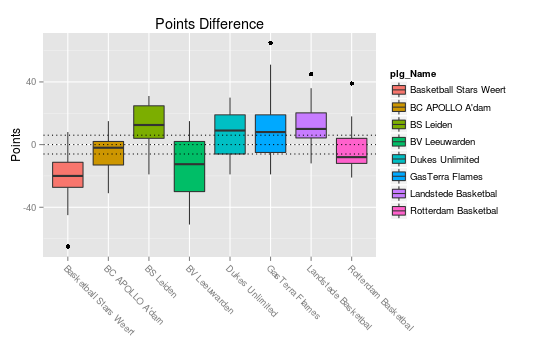 Points Difference
Points
40
0
-40
Basketball Stars Weert
BC APOLLO A'dam
BS Leiden
BV Leeuwarden
Dukes Unlimited
GasTerra Flames
Landstede Basketbal
Rotterdam Basketbal
plg_Name
Basketball Stars Weert
BC APOLLO A'dam
BS Leiden
BV Leeuwarden
Dukes Unlimited
GasTerra Flames
Landstede Basketbal
Rotterdam Basketbal